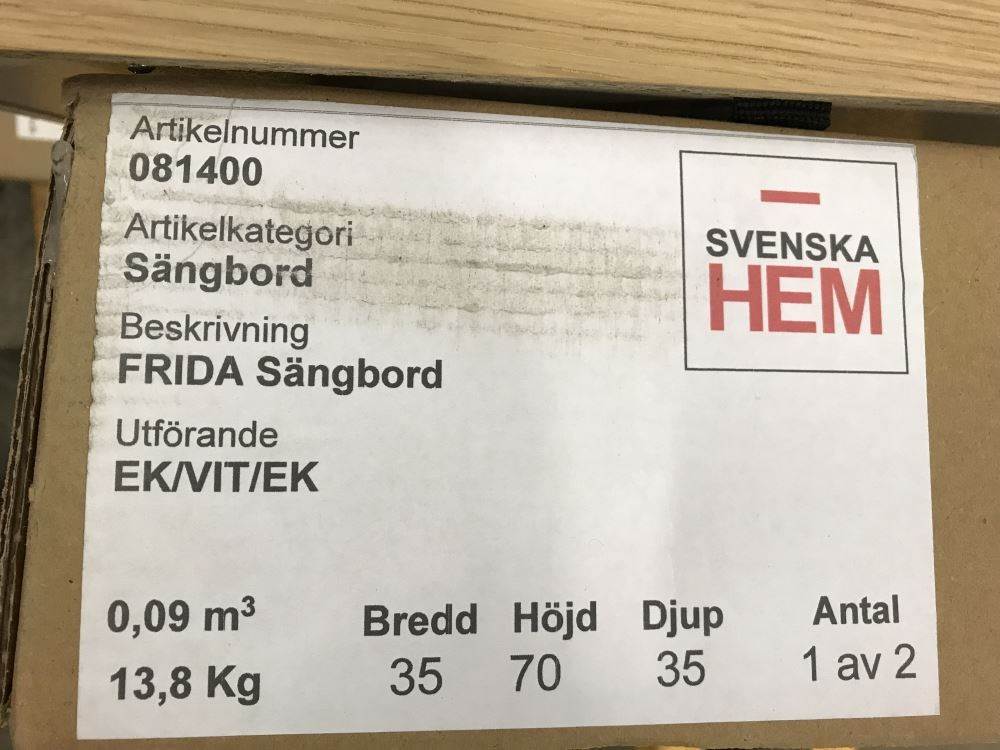 Artikelnummer
081400
Artikelkategori
Sängbord
Beskrivning
FRIDA Sängbord
Utförande
EK/VIT/EK
SVENSKA
HEM
0,09 m³ Bredd Höjd Djup Antal
13,8 Kg 35 70 35 1 av 2